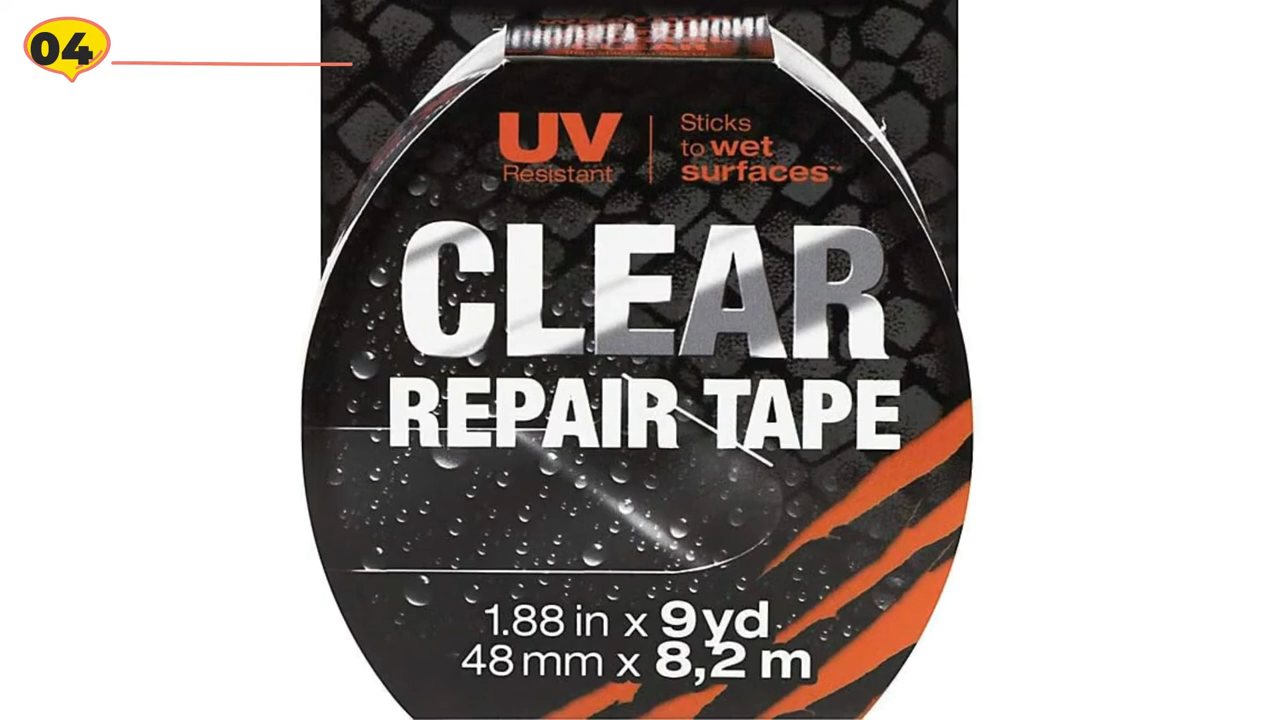 04
UV
Resistant
Sticks
to wet
surfaces™*
CLEAR
REPAIR TAPE
1.88 in x 9 yd
48 mm x 8,2 m